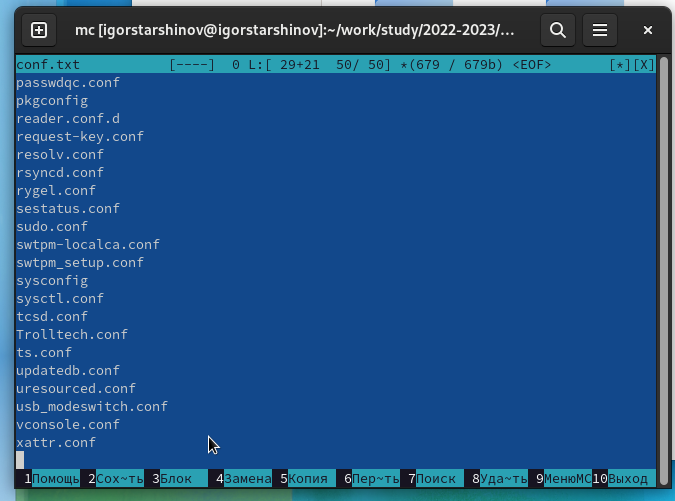 mc [igorstarshinov@igorstarshinov]:~/work/study/2022-2023/...
conf.txt [----] 0 L:[ 29+21 50/ 50] *(679 / 679b) <EOF> [*][X]
passwdqc.conf
pkgconfig
reader.conf.d
request-key.conf
resolv.conf
rsyncd.conf
rygel.conf
sestatus.conf
sudo.conf
swtpm-localca.conf
swtpm_setup.conf
sysconfig
sysctl.conf
tcsd.conf
Trolltech.conf
ts.conf
updatedb.conf
uresourced.conf
usb_modeswitch.conf
vconsole.conf
xattr.conf
1Помощь 2Сох~ть 3Блок 4Замена 5Копия 6Пер~ть 7Поиск 8Уда~ть 9МенюMC 10Выход